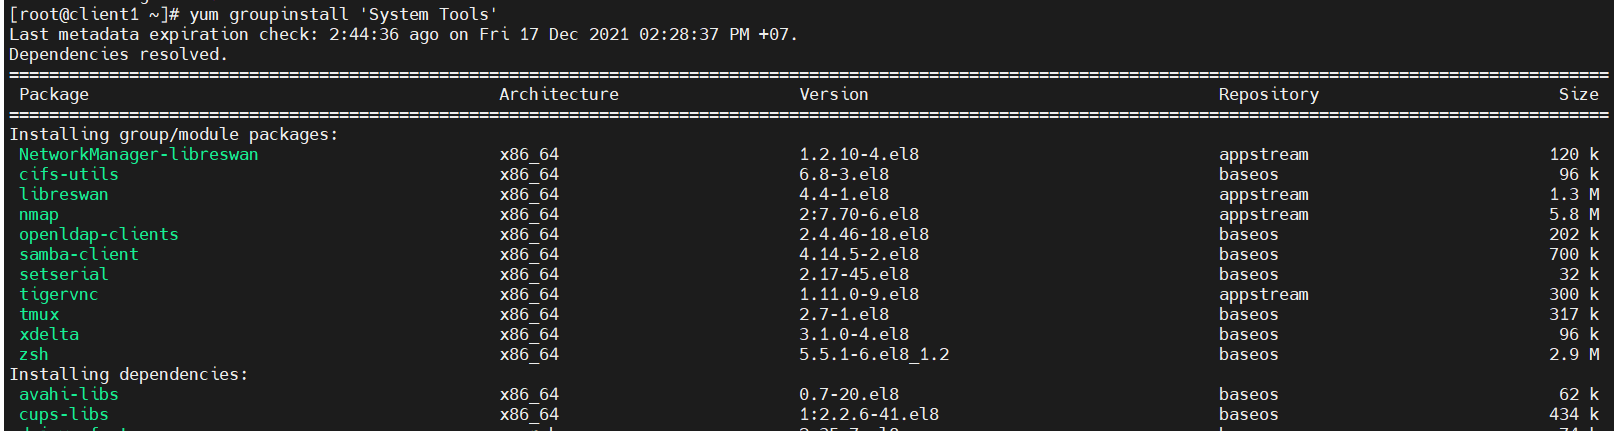 [root@client1 ~]# yum groupinstall 'System Tools'
Last metadata expiration check: 2:44:36 ago on Fri 17 Dec 2021 02:28:37 PM +07.
Dependencies resolved.
Package Architecture Version Repository Size
Installing group/module packages:
NetworkManager-libreswan x86_64 1.2.10-4.el8 appstream 120 k
cifs-utils x86_64 6.8-3.el8 baseos 96 k
libreswan x86_64 4.4-1.el8 appstream 1.3 M
nmap x86_64 2:7.70-6.el8 appstream 5.8 M
openldap-clients x86_64 2.4.46-18.el8 baseos 202 k
samba-client x86_64 4.14.5-2.el8 baseos 700 k
setserial x86_64 2.17-45.el8 baseos 32 k
tigervnc x86_64 1.11.0-9.el8 appstream 300 k
tmux x86_64 2.7-1.el8 baseos 317 k
xdelta x86_64 3.1.0-4.el8 baseos 96 k
zsh x86_64 5.5.1-6.el8_1.2 baseos 2.9 M
Installing dependencies:
avahi-libs x86_64 0.7-20.el8 baseos 62 k
cups-libs x86_64 1:2.2.6-41.el8 baseos 434 k